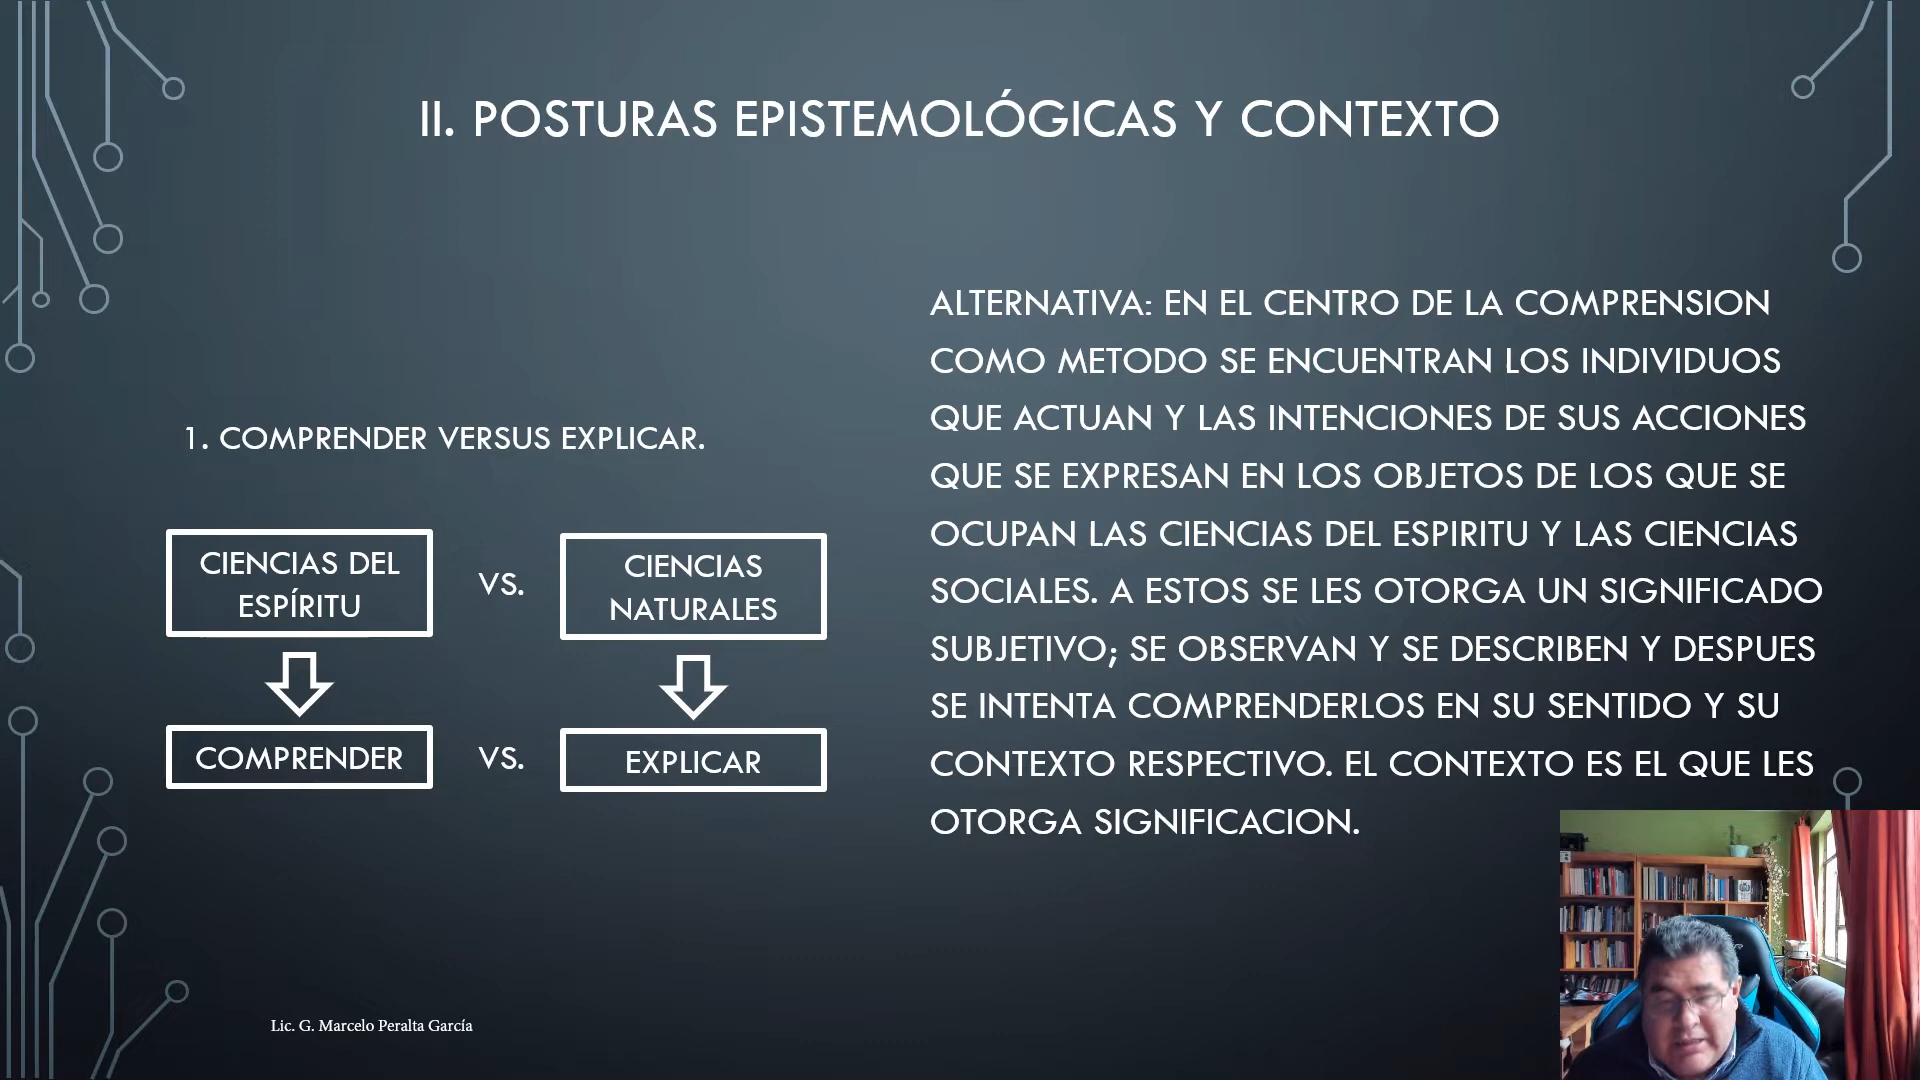 II. POSTURAS EPISTEMOLÓGICAS Y CONTEXTO
1. COMPRENDER VERSUS EXPLICAR.
CIENCIAS DEL
ESPÍRITU
VS.
CIENCIAS
NATURALES
COMPRENDER
VS.
EXPLICAR
ALTERNATIVA: EN EL CENTRO DE LA COMPRENSION
COMO METODO SE ENCUENTRAN LOS INDIVIDUOS
QUE ACTUAN Y LAS INTENCIONES DE SUS ACCIONES
QUE SE EXPRESAN EN LOS OBJETOS DE LOS QUE SE
OCUPAN LAS CIENCIAS DEL ESPIRITU Y LAS CIENCIAS
SOCIALES. A ESTOS SE LES OTORGA UN SIGNIFICADO
SUBJETIVO; SE OBSERVAN Y SE DESCRIBEN Y DESPUES
SE INTENTA COMPRENDERLOS EN SU SENTIDO Y SU
CONTEXTO RESPECTIVO. EL CONTEXTO ES EL QUE LES
OTORGA SIGNIFICACION.
Lic. G. Marcelo Peralta García